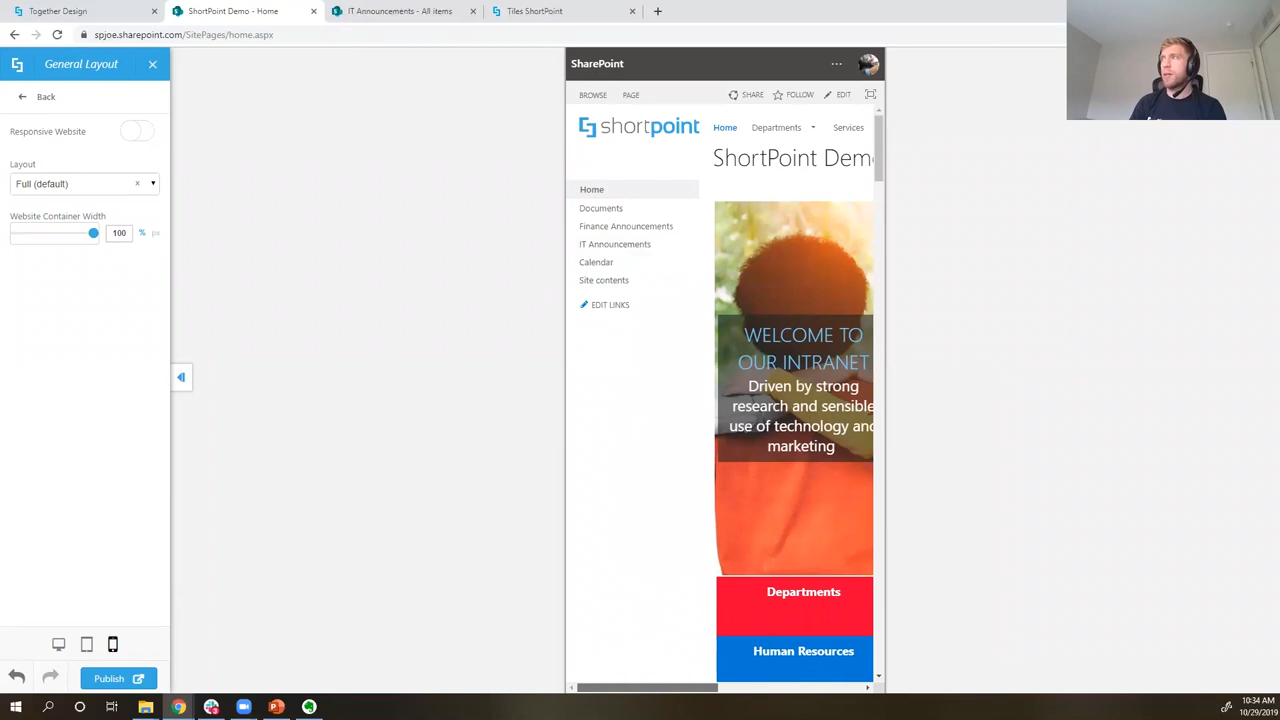 Together Design
ShortPoint Demo - Home
IT Announcements - All items
Tiles ShortPoint
spjoe.sharepoint.com/SitePages/home.aspx
General Layout
Back
Responsive Website
Layout
Full (default)
Website Container Width
100 % px
Publish
SharePoint
BROWSE PAGE SHARE FOLLOW EDIT
shortpoint
Home Departments Services
ShortPoint Demo
Home
Documents
Finance Announcements
IT Announcements
Calendar
Site contents
EDIT LINKS
WELCOME TO
OUR INTRANET
Driven by strong
research and sensible
use of technology and
marketing
Departments
Human Resources
10:34 AM
10/29/2019